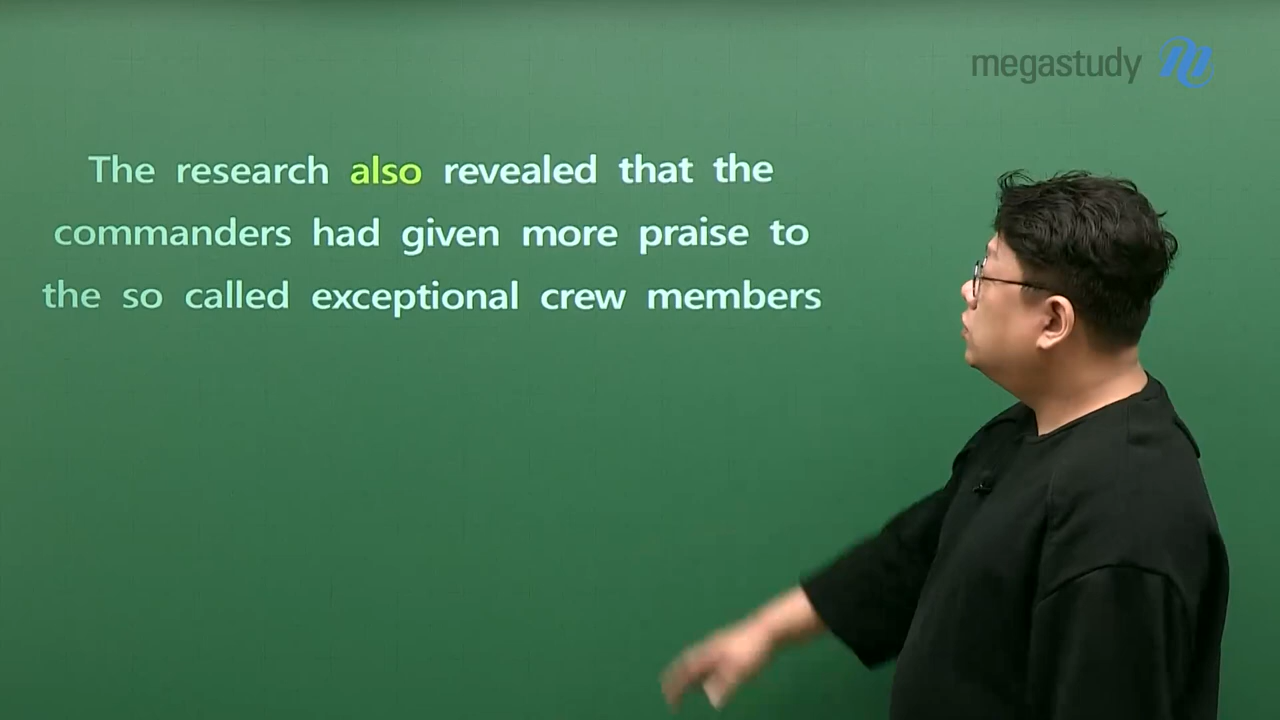 megastudy
The research also revealed that the
commanders had given more praise to
the so called exceptional crew members